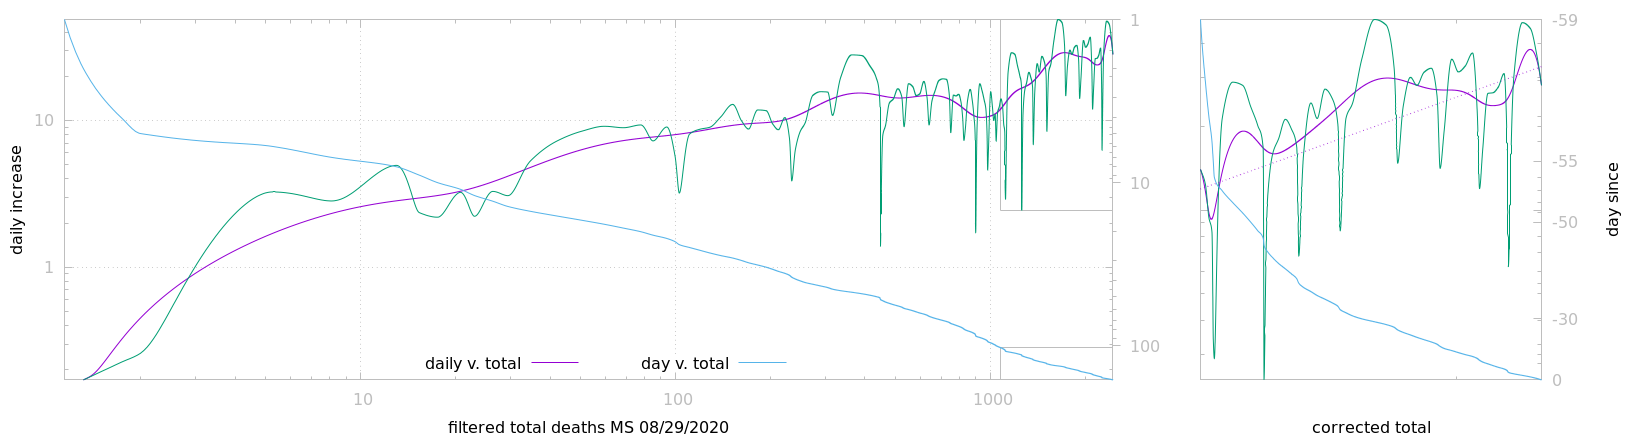 daily increase
10
1
daily v. total
day v. total
10
100
1000
filtered total deaths MS 08/29/2020
1
10
100
-59
-55
-50
-30
0
day since
corrected total